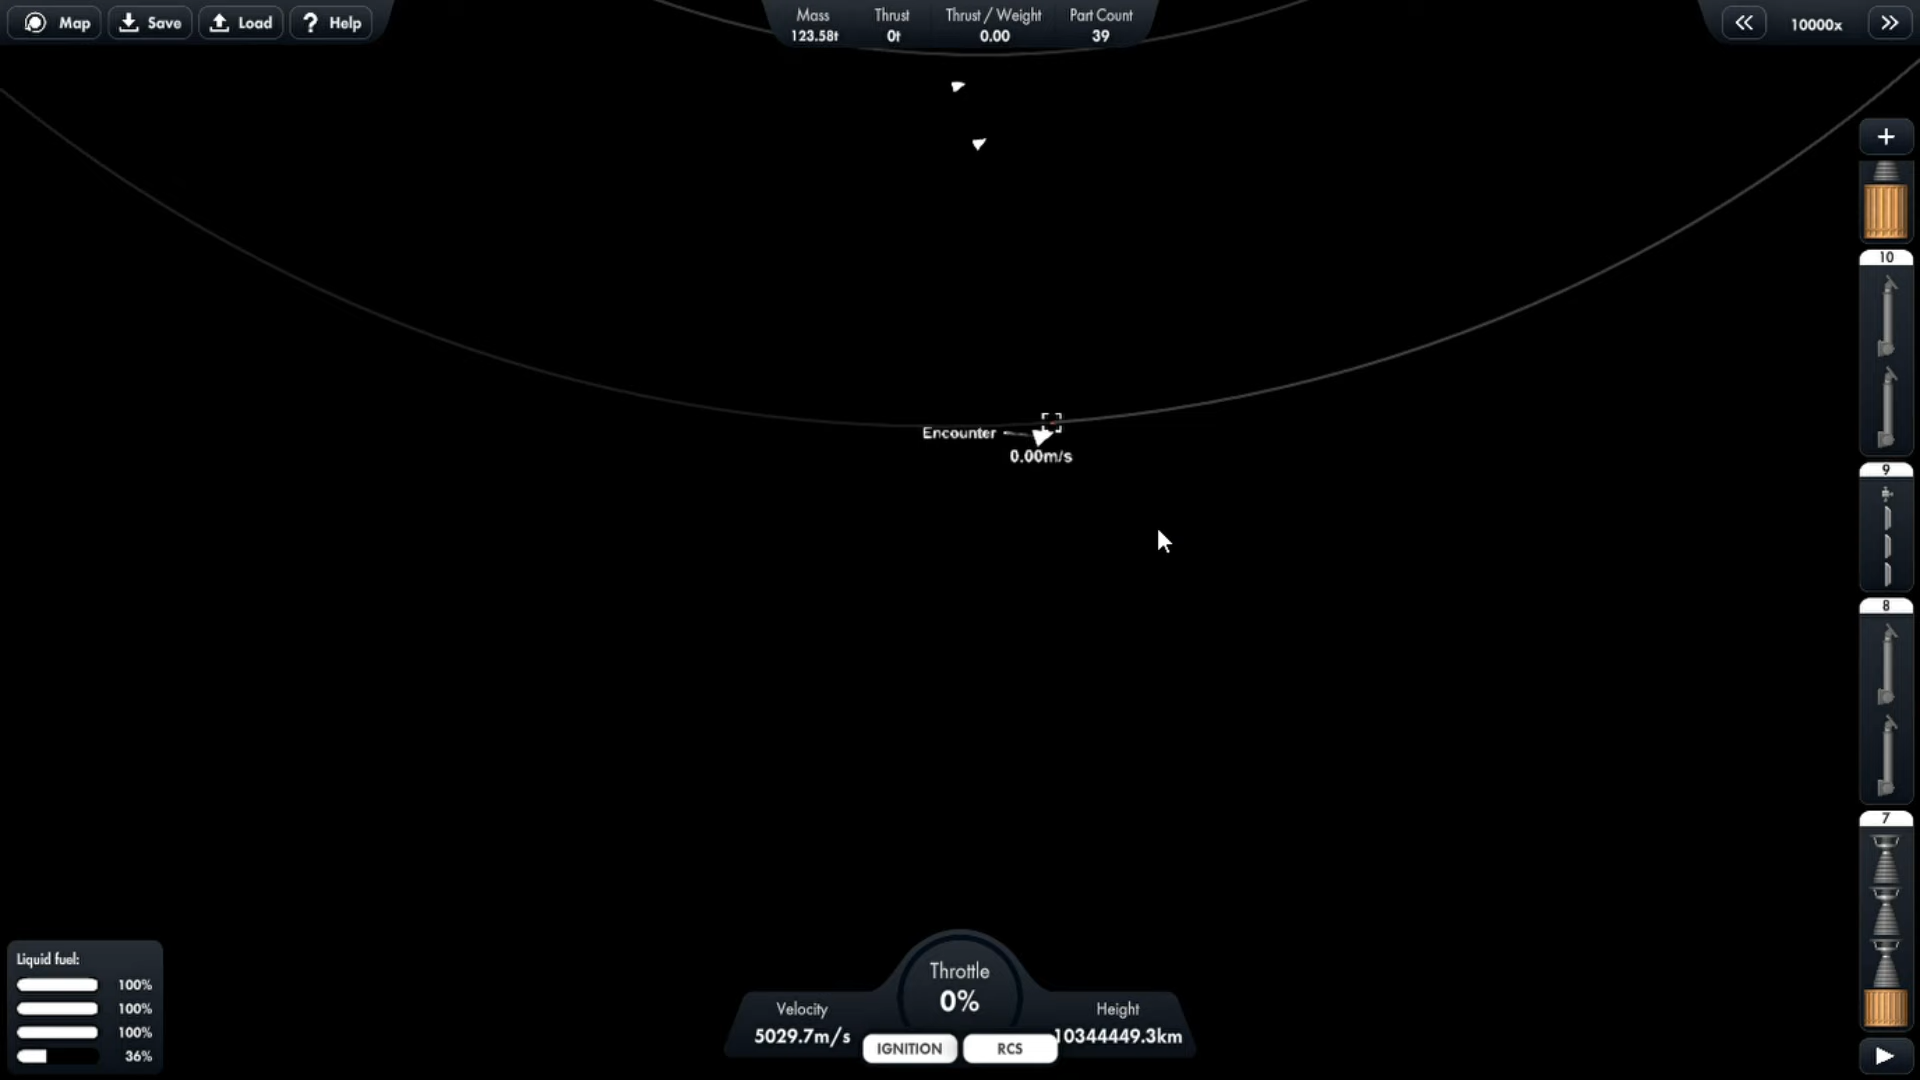 Map
Save
Load
? Help
Mass
123.58t
Thrust
0t
Thrust / Weight
0.00
Part Count
39
10000x
10
9
8
7
Encounter
0.00m/s
Liquid fuel:
100%
100%
100%
36%
Throttle
0%
Velocity
5029.7m/s
IGNITION
RCS
Height
10344449.3km